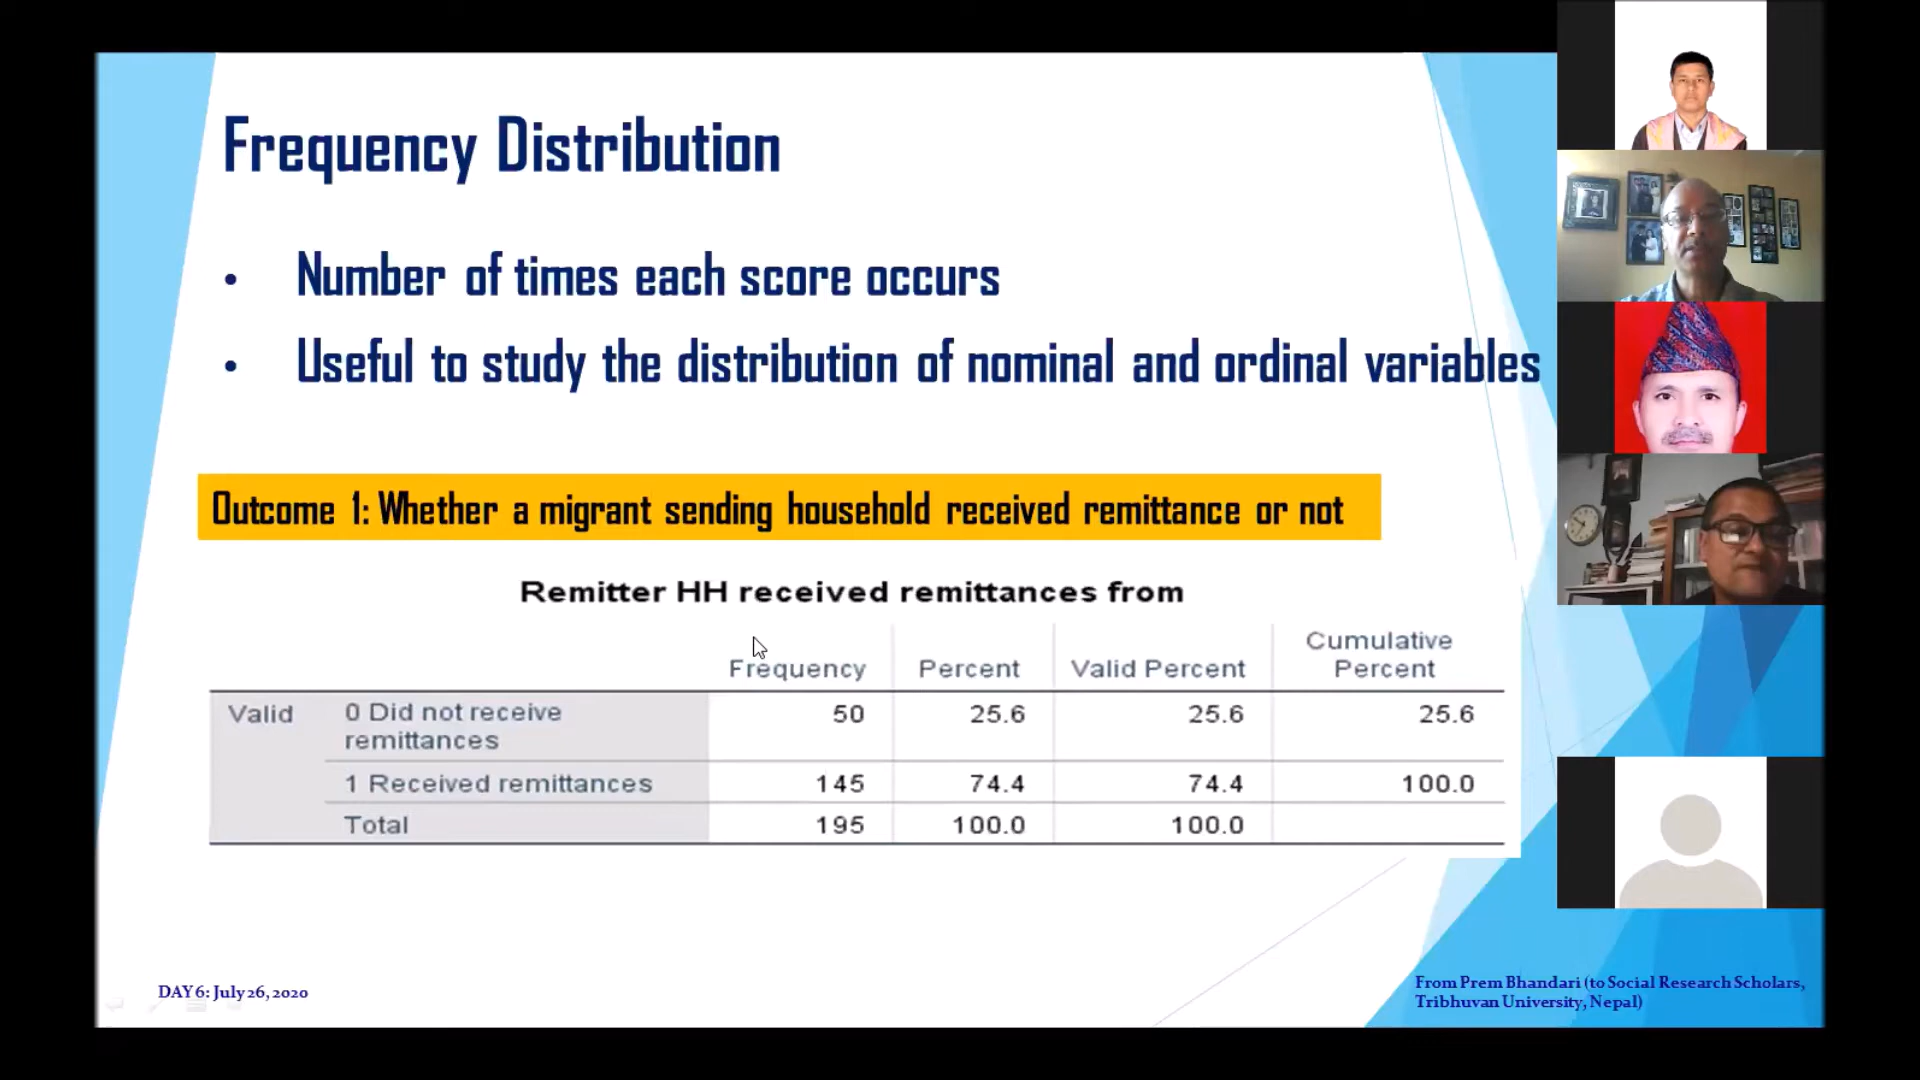 Frequency Distribution
• Number of times each score occurs
• Useful to study the distribution of nominal and ordinal variables
Outcome 1: Whether a migrant sending household received remittance or not
Remitter HH received remittances from
Frequency Percent Valid Percent Cumulative Percent
Valid 0 Did not receive remittances 50 25.6 25.6 25.6
1 Received remittances 145 74.4 74.4 100.0
Total 195 100.0 100.0
DAY 6: July 26, 2020
From Prem Bhandari (to Social Research Scholars,
Tribhuvan University, Nepal)